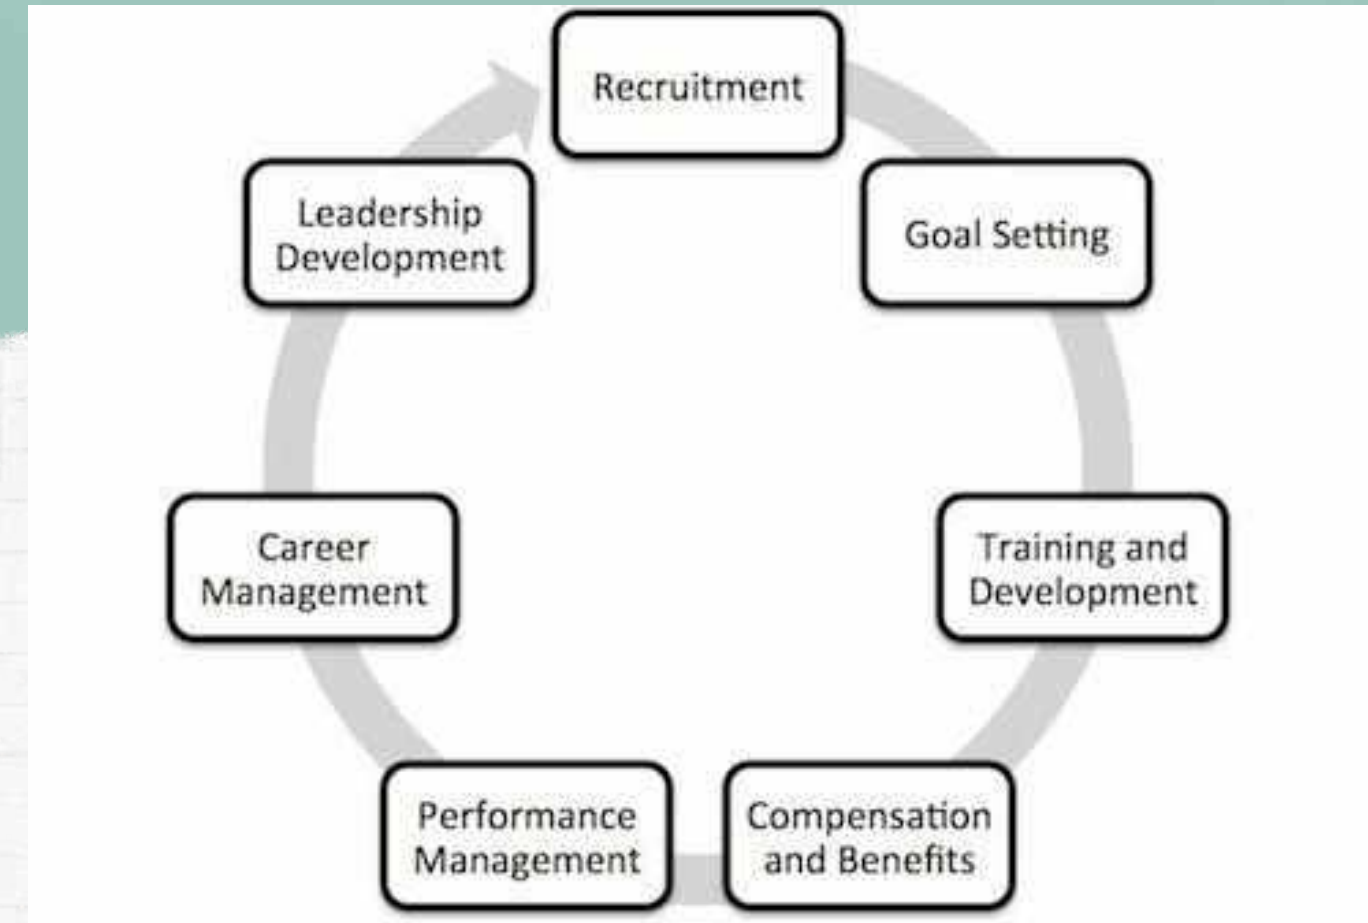 Recruitment
Goal Setting
Training and
Development
Compensation
and Benefits
Performance
Management
Career
Management
Leadership
Development